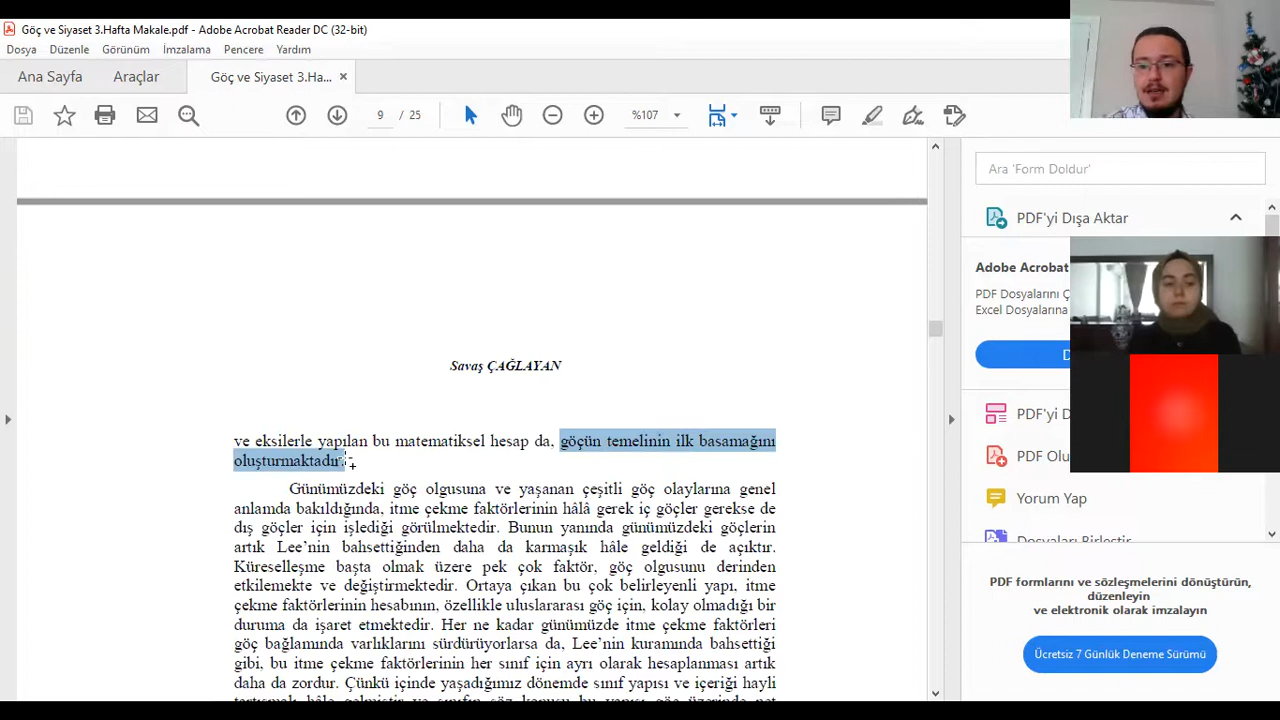 Göç ve Siyaset 3.Hafta Makale.pdf - Adobe Acrobat Reader DC (32-bit)
Dosya Düzenle Görünüm İmzalama Pencere Yardım
Ana Sayfa Araçlar Göç ve Siyaset 3.Ha...
9 / 25 %107
Ara 'Form Doldur'
PDF'yi Dışa Aktar
Adobe Acrobat
PDF Dosyalarını Ç
Excel Dosyalarına
D
PDF'yi D
PDF Olu
Yorum Yap
Dosyaları Birleştir
PDF formlarını ve sözleşmelerini dönüştürün,
düzenleyin
ve elektronik olarak imzalayın
Ücretsiz 7 Günlük Deneme Sürümü
Savaş ÇAĞLAYAN
ve eksilerle yapılan bu matematiksel hesap da, göçün temelinin ilk basamağını
oluşturmaktadır.
Günümüzdeki göç olgusuna ve yaşanan çeşitli göç olaylarına genel
anlamda bakıldığında, itme çekme faktörlerinin hâlâ gerek iç göçler gerekse de
dış göçler için işlediği görülmektedir. Bunun yanında günümüzdeki göçlerin
artık Lee'nin bahsettiğinden daha da karmaşık hâle geldiği de açıktır.
Küreselleşme başta olmak üzere pek çok faktör, göç olgusunu derinden
etkilemekte ve değiştirmektedir. Ortaya çıkan bu çok belirleyenli yapı, itme
çekme faktörlerinin hesabının, özellikle uluslararası göç için, kolay olmadığı bir
duruma da işaret etmektedir. Her ne kadar günümüzde itme çekme faktörleri
göç bağlamında varlıklarını sürdürüyorlarsa da, Lee'nin kuramında bahsettiği
gibi, bu itme çekme faktörlerinin her sınıf için ayrı olarak hesaplanması artık
daha da zordur. Çünkü içinde yaşadığımız dönemde sınıf yapısı ve içeriği hayli